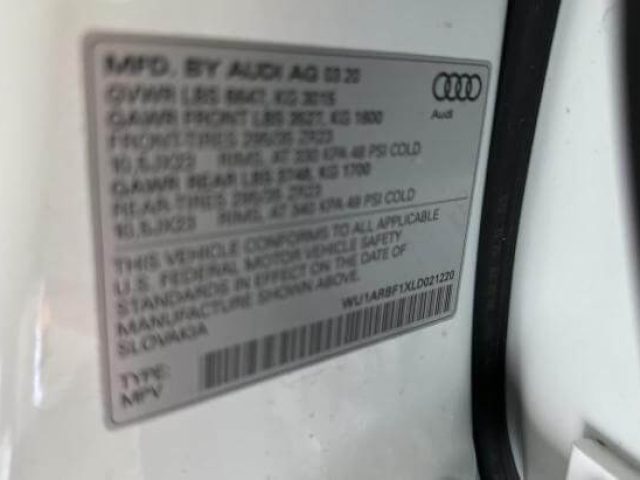 MFD. BY AUDI AG 03 20
GVWR LBS 6647, KG 3015
GAWR FRONT LBS 3527, KG 1600
FRONT-TIRES 295/35 ZR23
10,5JX23 RIMS, AT 330 KPA 48 PSI COLD
GAWR REAR LBS 3748, KG 1700
REAR-TIRES 295/35 ZR23
10,5JX23 RIMS, AT 340 KPA 49 PSI COLD
THIS VEHICLE CONFORMS TO ALL APPLICABLE
U.S. FEDERAL MOTOR VEHICLE SAFETY
STANDARDS IN EFFECT ON THE DATE OF
MANUFACTURE
SLOVAKIA
WU1ARBF1XLD021220
TYPE:
MPV
Audi